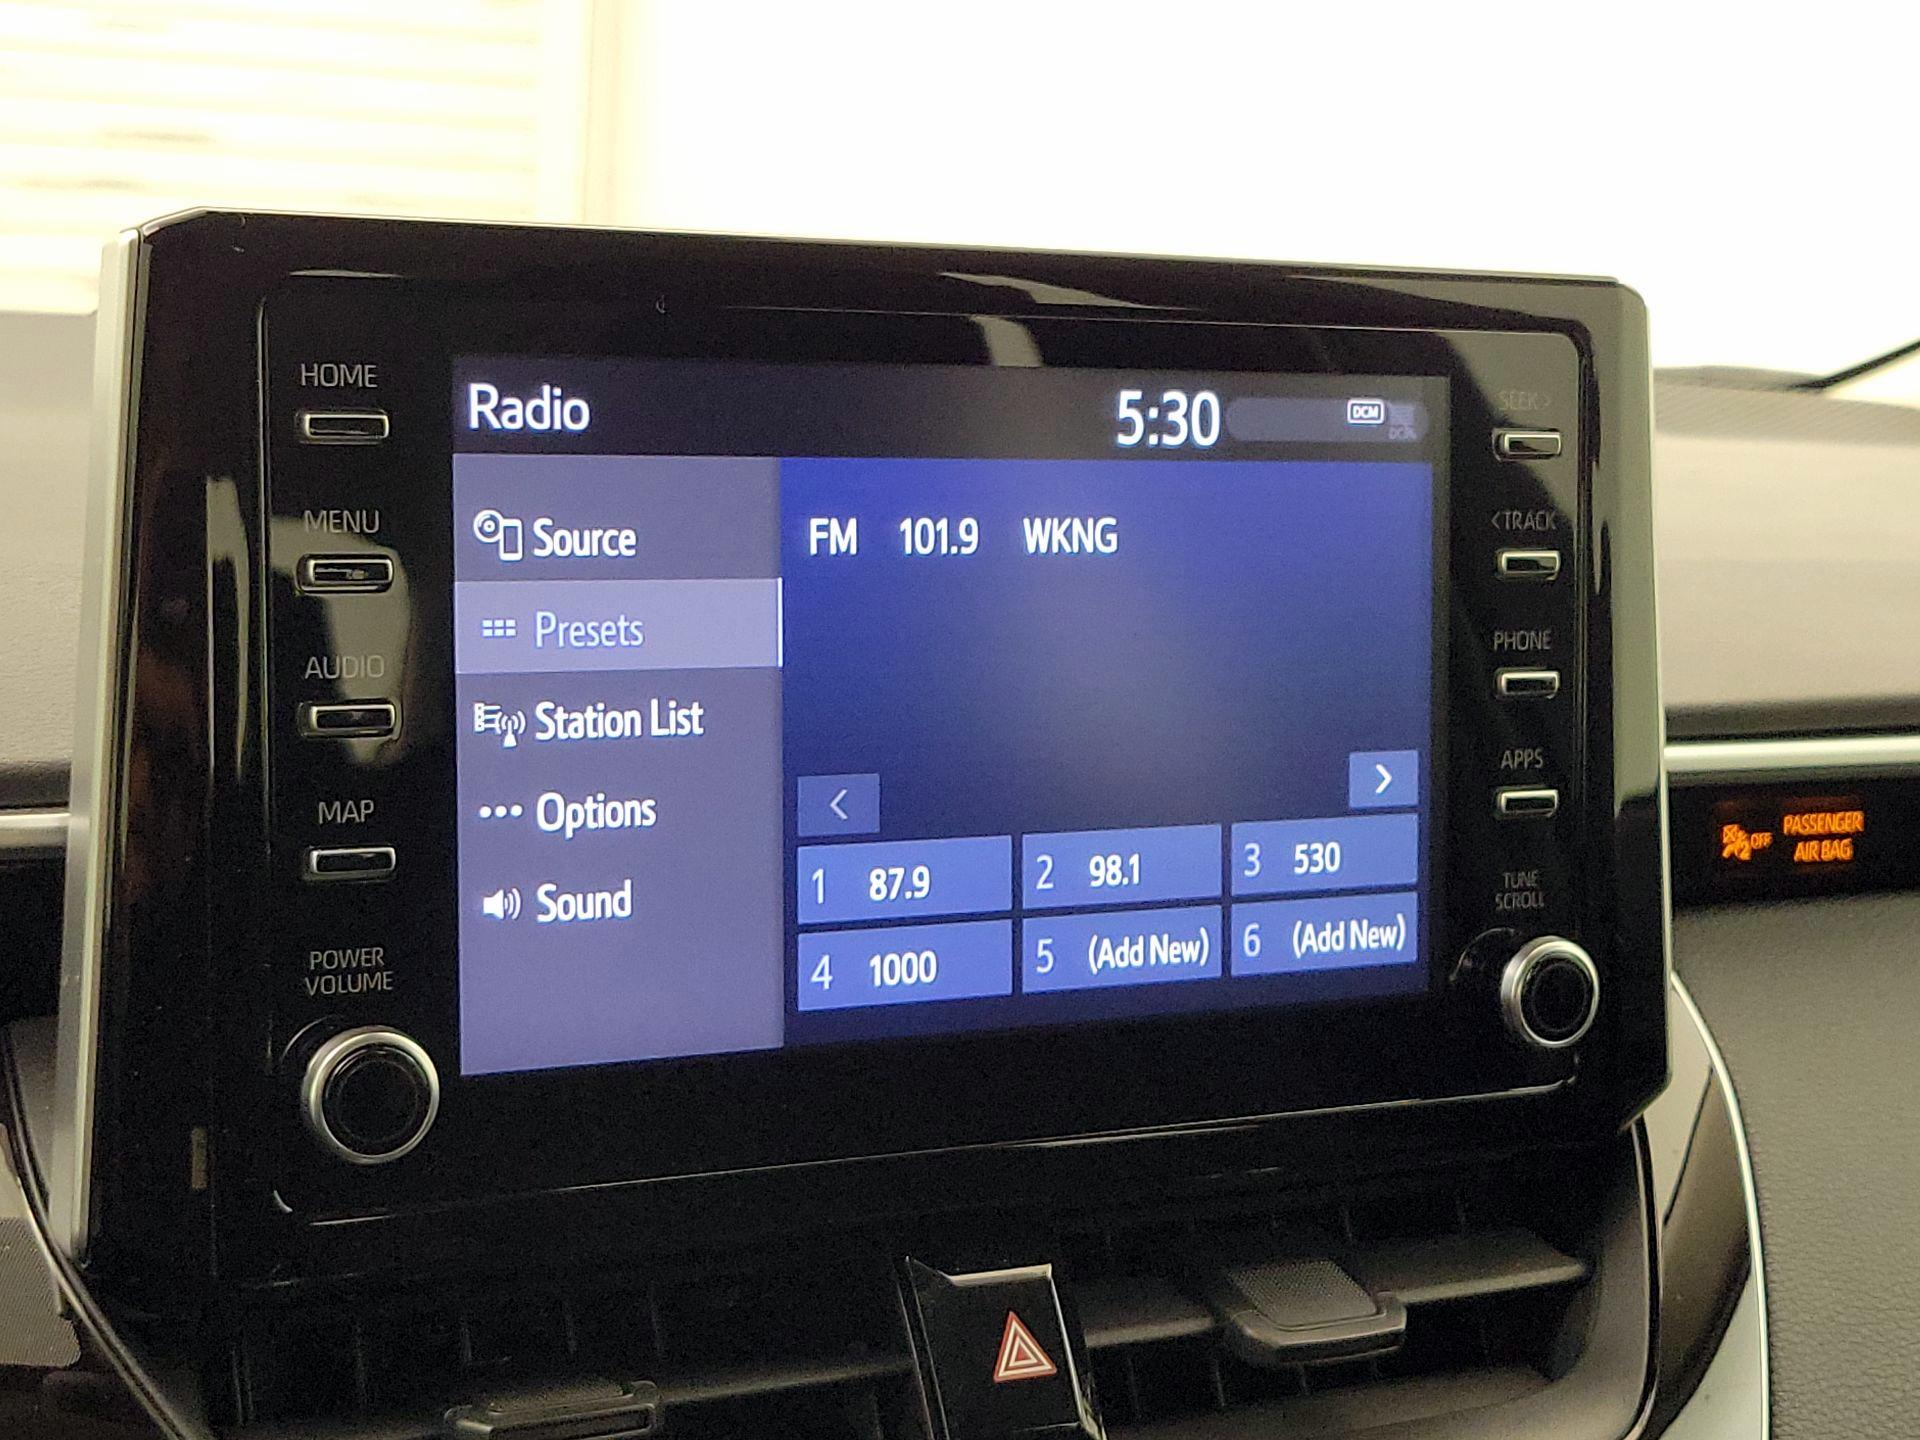 HOME
MENU
AUDIO
MAP
POWER
VOLUME
Radio
5:30
DCM
Source
Presets
Station List
Options
Sound
FM 101.9 WKNG
<
>
1 87.9
2 98.1
3 530
4 1000
5 (Add New)
6 (Add New)
SEEK>
<TRACK
PHONE
APPS
TUNE
SCROLL
OFF
PASSENGER
AIR BAG